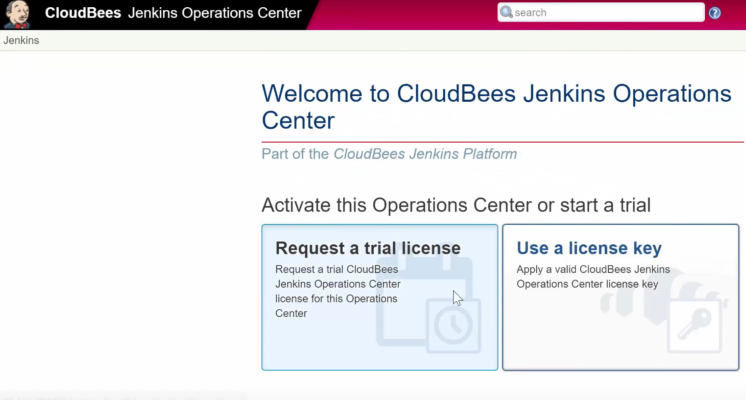 CloudBees Jenkins Operations Center
search
?
Jenkins
Welcome to CloudBees Jenkins Operations
Center
Part of the CloudBees Jenkins Platform
Activate this Operations Center or start a trial
Request a trial license
Request a trial CloudBees
Jenkins Operations Center
license for this Operations
Center
Use a license key
Apply a valid CloudBees Jenkins
Operations Center license key